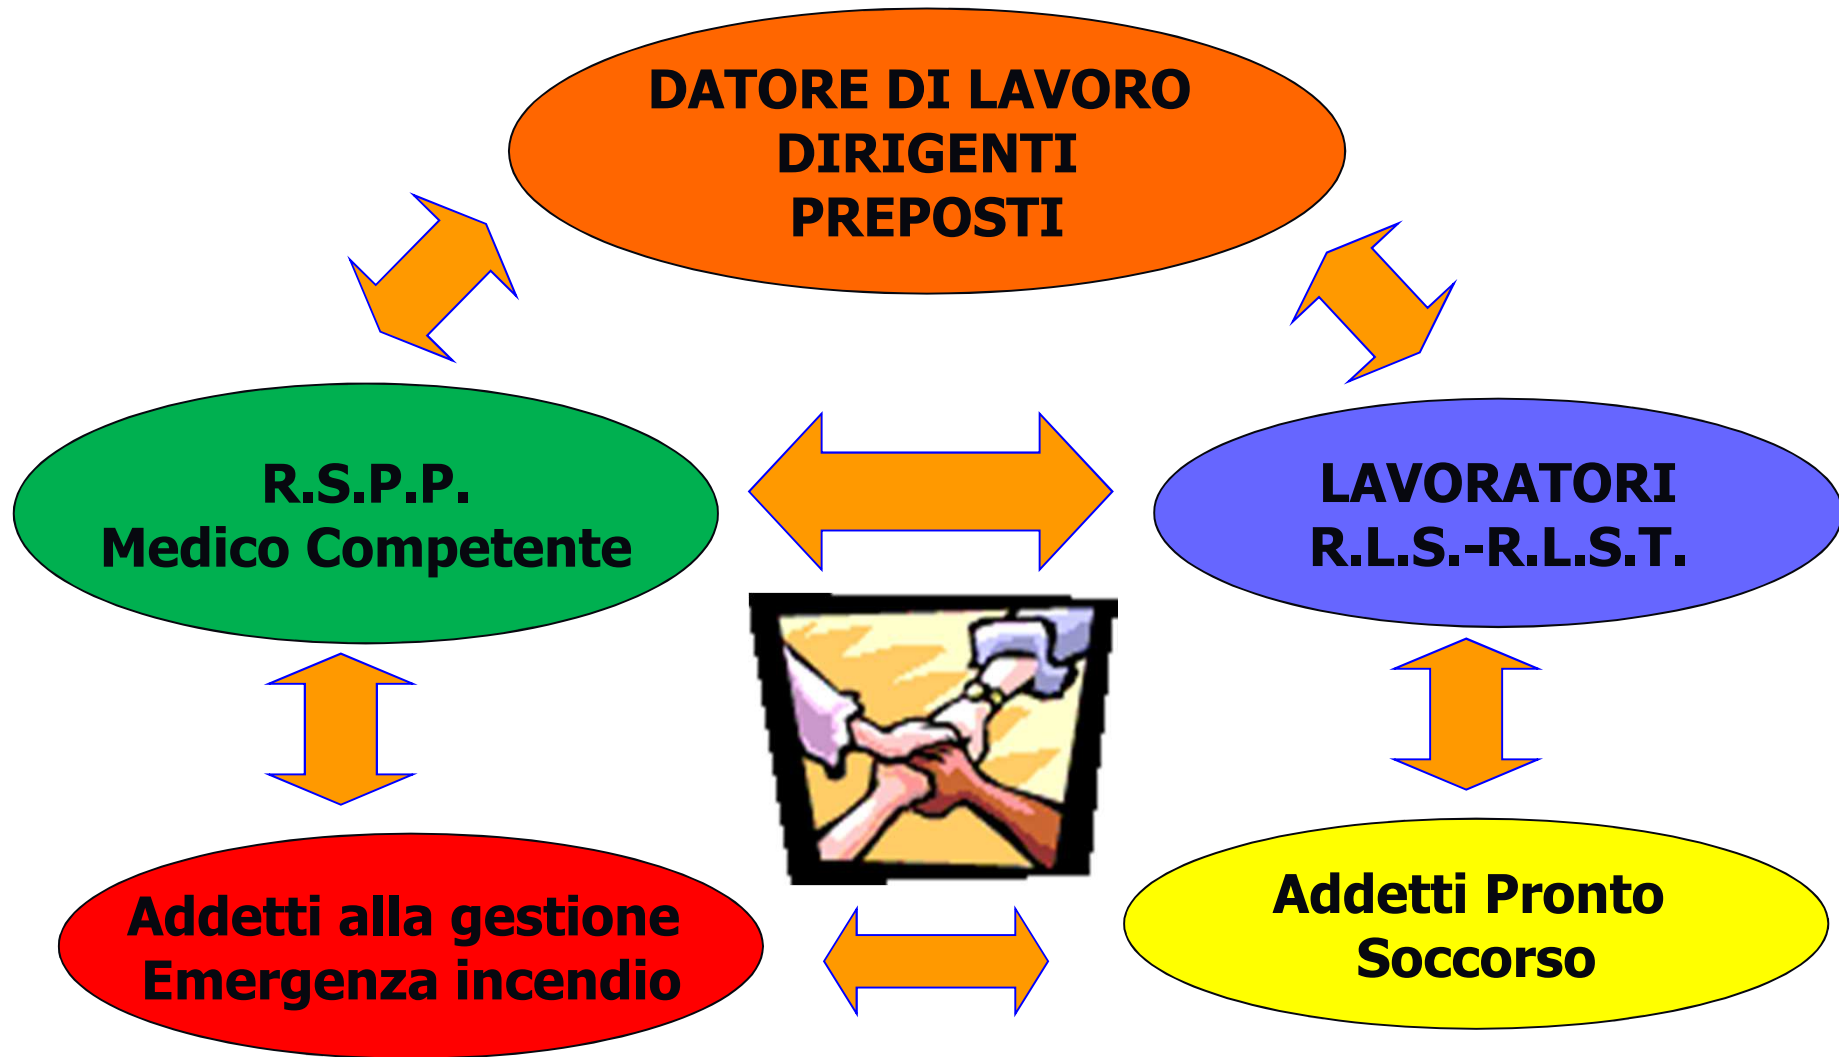 DATORE DI LAVORO
DIRIGENTI
PREPOSTI
R.S.P.P.
Medico Competente
LAVORATORI
R.L.S.-R.L.S.T.
Addetti alla gestione
Emergenza incendio
Addetti Pronto
Soccorso